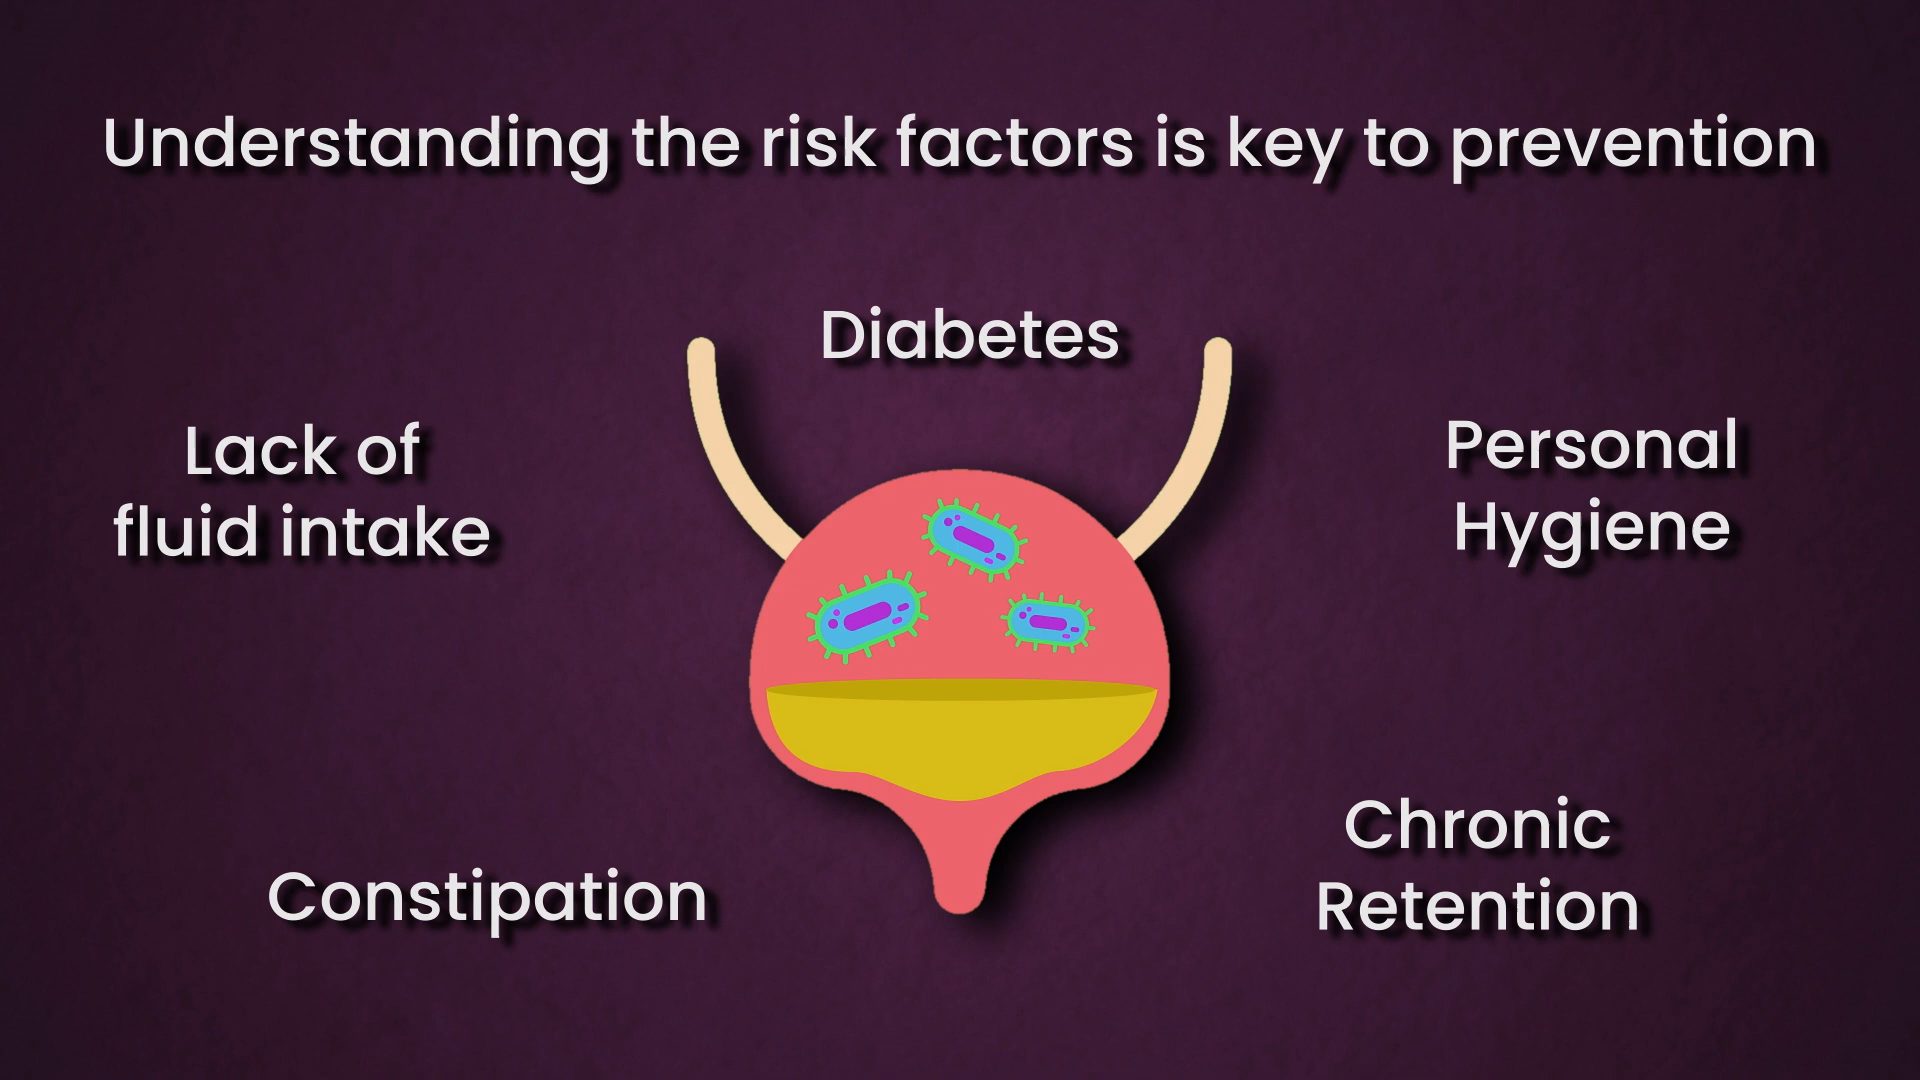 Understanding the risk factors is key to prevention
Diabetes
Lack of
fluid intake
Personal
Hygiene
Constipation
Chronic
Retention